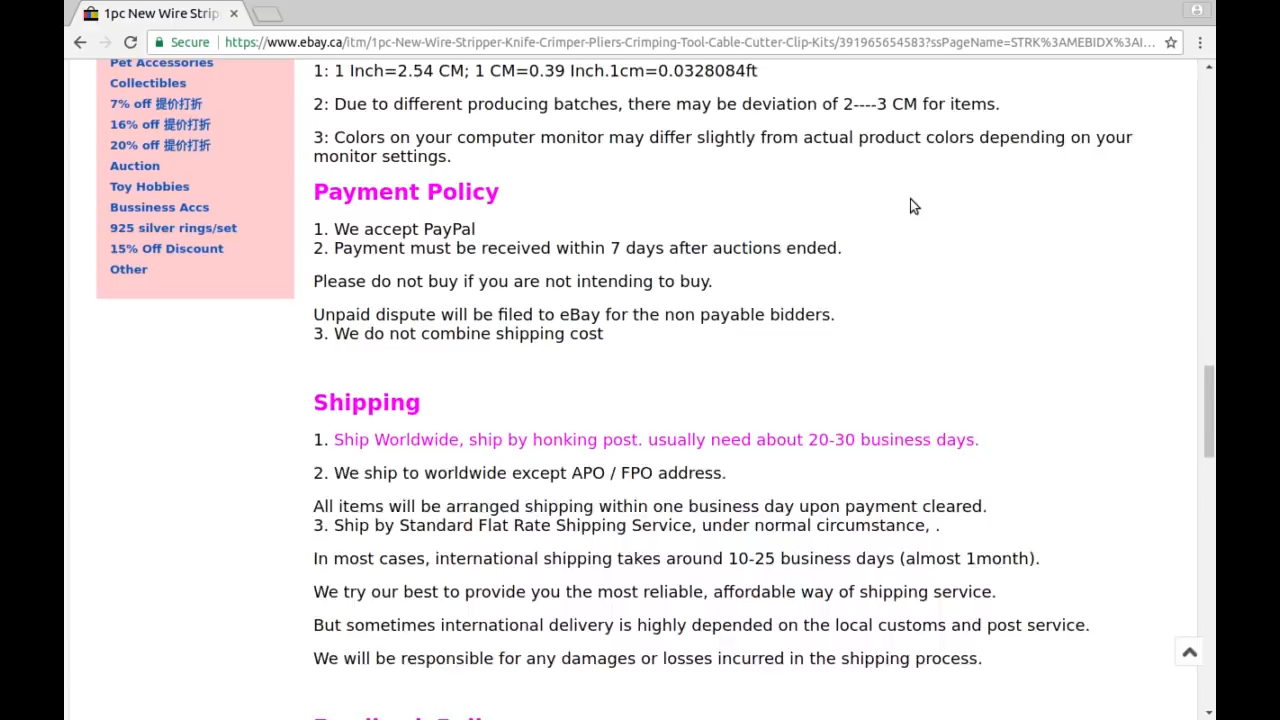 1pc New Wire Strip
Secure
https://www.ebay.ca/itm/1pc-New-Wire-Stripper-Knife-Crimper-Pliers-Crimping-Tool-Cable-Cutter-Clip-Kits/391965654583?ssPageName=STRK%3AMEBIDX%3AI...
Pet Accessories
Collectibles
7% off 提价打折
16% off 提价打折
20% off 提价打折
Auction
Toy Hobbies
Bussiness Accs
925 silver rings/set
15% Off Discount
Other
1: 1 Inch=2.54 CM; 1 CM=0.39 Inch.1cm=0.0328084ft
2: Due to different producing batches, there may be deviation of 2----3 CM for items.
3: Colors on your computer monitor may differ slightly from actual product colors depending on your
monitor settings.
Payment Policy
1. We accept PayPal
2. Payment must be received within 7 days after auctions ended.
Please do not buy if you are not intending to buy.
Unpaid dispute will be filed to eBay for the non payable bidders.
3. We do not combine shipping cost
Shipping
1. Ship Worldwide, ship by honking post. usually need about 20-30 business days.
2. We ship to worldwide except APO / FPO address.
All items will be arranged shipping within one business day upon payment cleared.
3. Ship by Standard Flat Rate Shipping Service, under normal circumstance, .
In most cases, international shipping takes around 10-25 business days (almost 1month).
We try our best to provide you the most reliable, affordable way of shipping service.
But sometimes international delivery is highly depended on the local customs and post service.
We will be responsible for any damages or losses incurred in the shipping process.